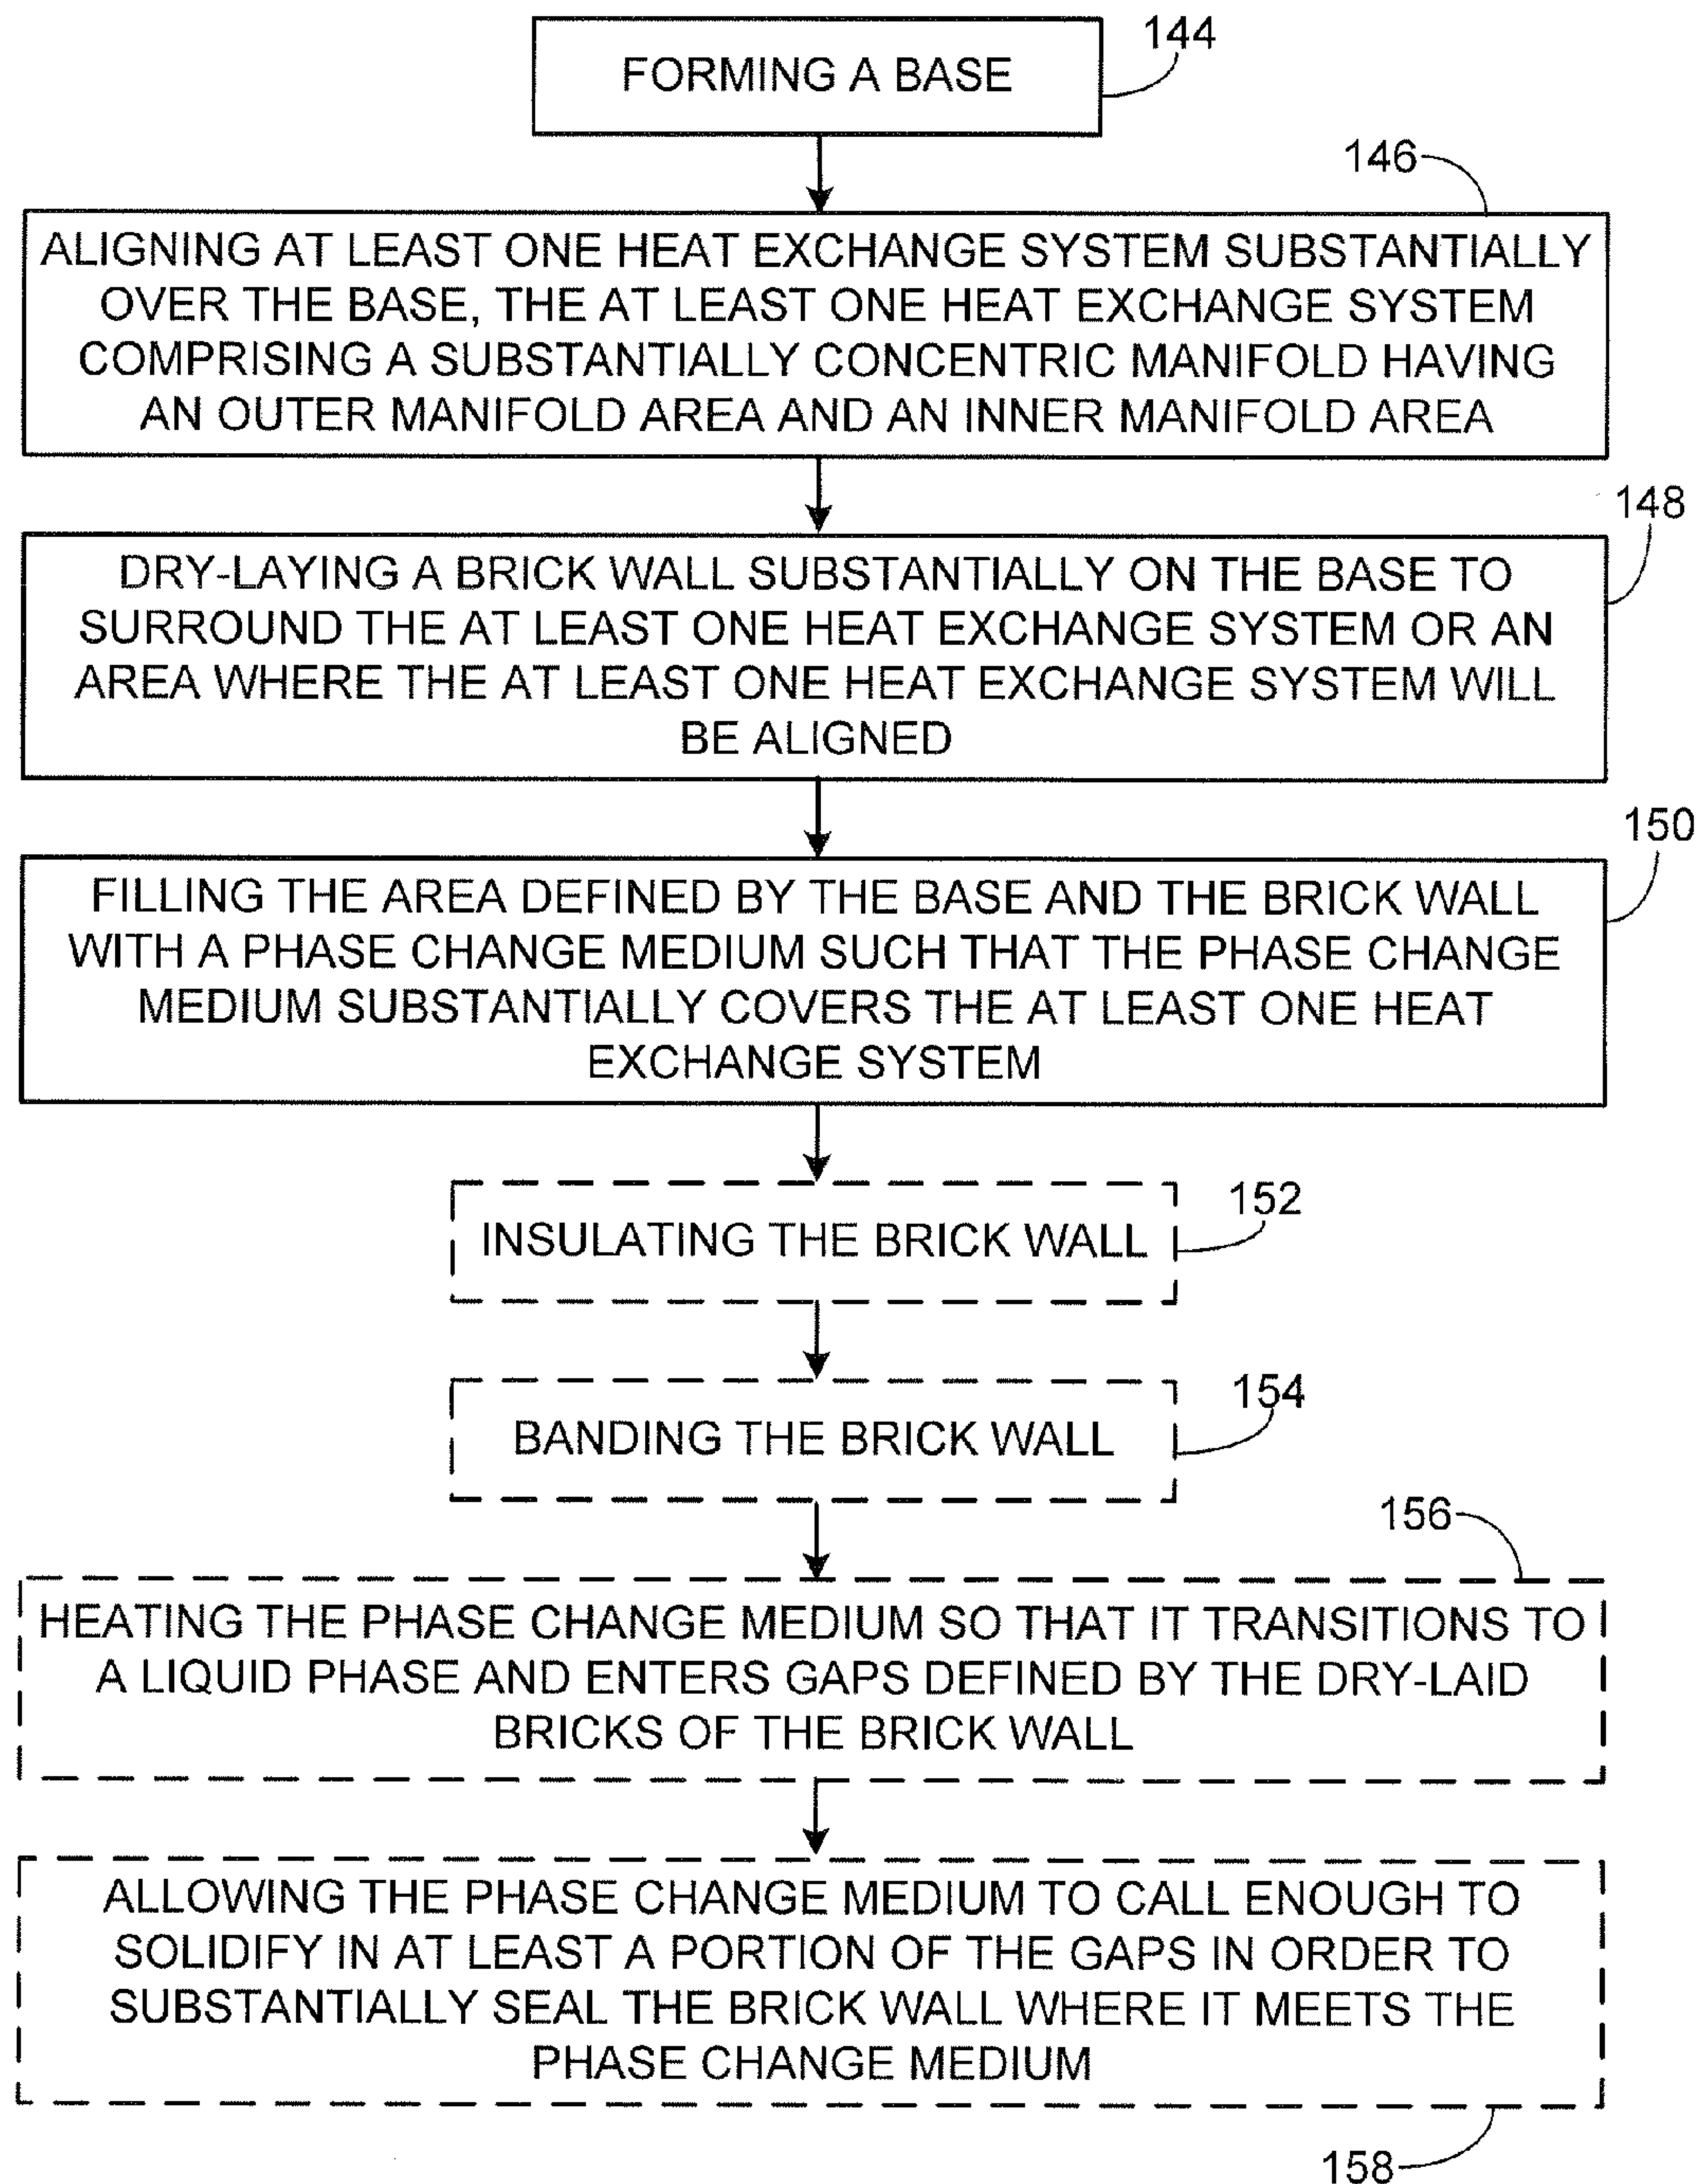 FORMING A BASE
144
146
ALIGNING AT LEAST ONE HEAT EXCHANGE SYSTEM SUBSTANTIALLY
OVER THE BASE, THE AT LEAST ONE HEAT EXCHANGE SYSTEM
COMPRISING A SUBSTANTIALLY CONCENTRIC MANIFOLD HAVING
AN OUTER MANIFOLD AREA AND AN INNER MANIFOLD AREA
148
DRY-LAYING A BRICK WALL SUBSTANTIALLY ON THE BASE TO
SURROUND THE AT LEAST ONE HEAT EXCHANGE SYSTEM OR AN
AREA WHERE THE AT LEAST ONE HEAT EXCHANGE SYSTEM WILL
BE ALIGNED
150
FILLING THE AREA DEFINED BY THE BASE AND THE BRICK WALL
WITH A PHASE CHANGE MEDIUM SUCH THAT THE PHASE CHANGE
MEDIUM SUBSTANTIALLY COVERS THE AT LEAST ONE HEAT
EXCHANGE SYSTEM
152
INSULATING THE BRICK WALL
154
BANDING THE BRICK WALL
156
HEATING THE PHASE CHANGE MEDIUM SO THAT IT TRANSITIONS TO
A LIQUID PHASE AND ENTERS GAPS DEFINED BY THE DRY-LAID
BRICKS OF THE BRICK WALL
ALLOWING THE PHASE CHANGE MEDIUM TO CALL ENOUGH TO
SOLIDIFY IN AT LEAST A PORTION OF THE GAPS IN ORDER TO
SUBSTANTIALLY SEAL THE BRICK WALL WHERE IT MEETS THE
PHASE CHANGE MEDIUM
158